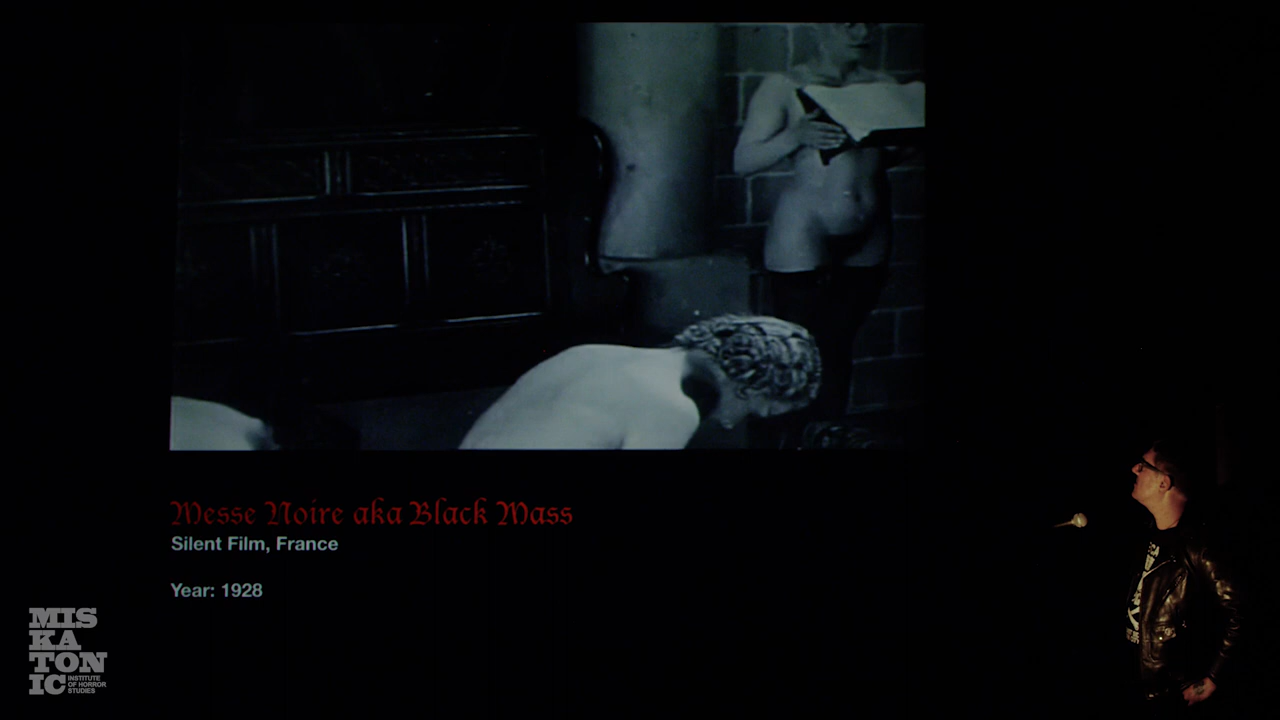 Messe Noire aka Black Mass
Silent Film, France
Year: 1928
MIS
KA
TON
IC INSTITUTE
OF HORROR
STUDIES